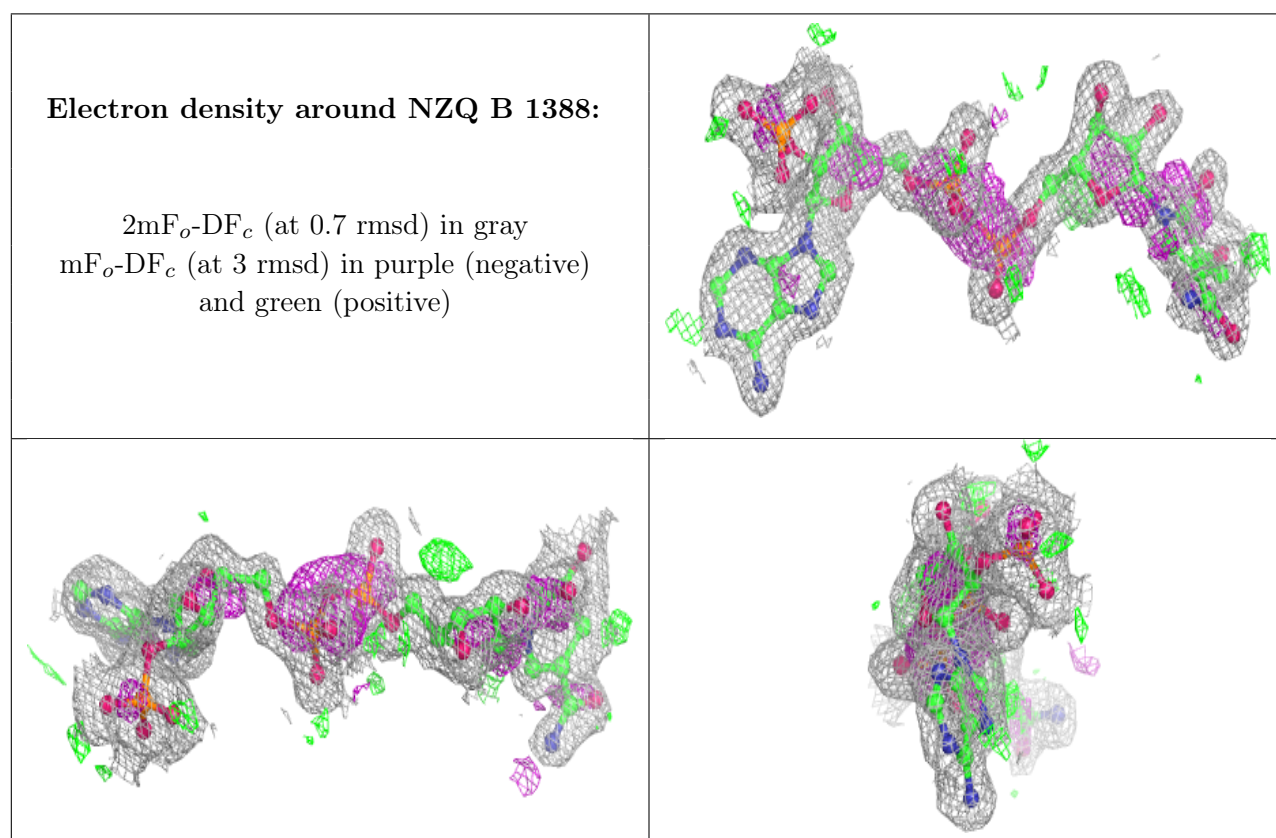 Electron density around NZQ B 1388:
2mFo-DFc (at 0.7 rmsd) in gray
mFo-DFc (at 3 rmsd) in purple (negative)
and green (positive)